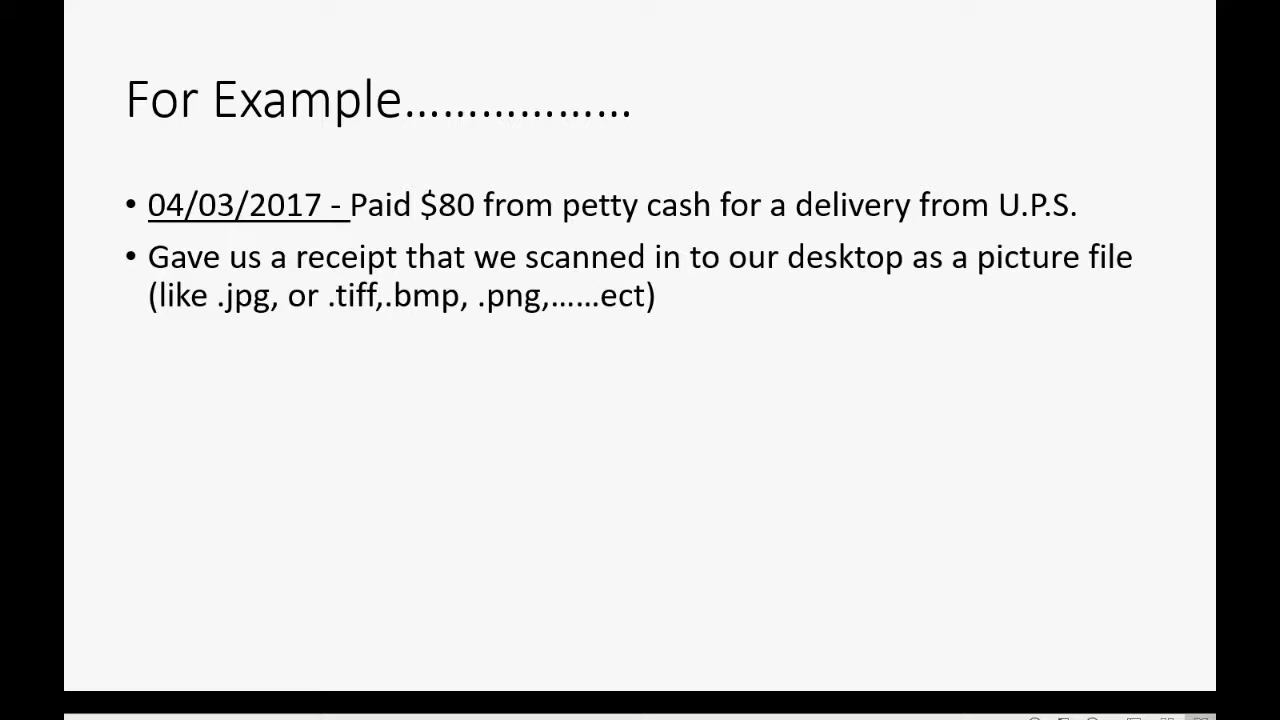 For Example………………
• 04/03/2017 - Paid $80 from petty cash for a delivery from U.P.S.
• Gave us a receipt that we scanned in to our desktop as a picture file
(like .jpg, or .tiff,.bmp, .png,……ect)